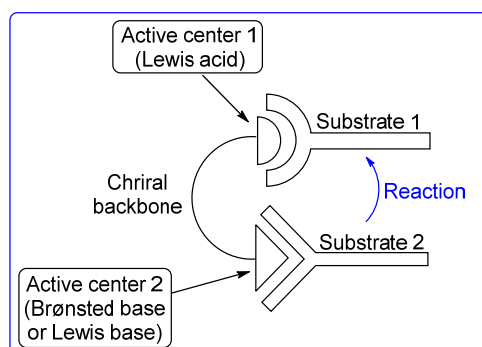 Active center 1
(Lewis acid)
Substrate 1
Chriral
backbone
Reaction
Substrate 2
Active center 2
(Brønsted base
or Lewis base)